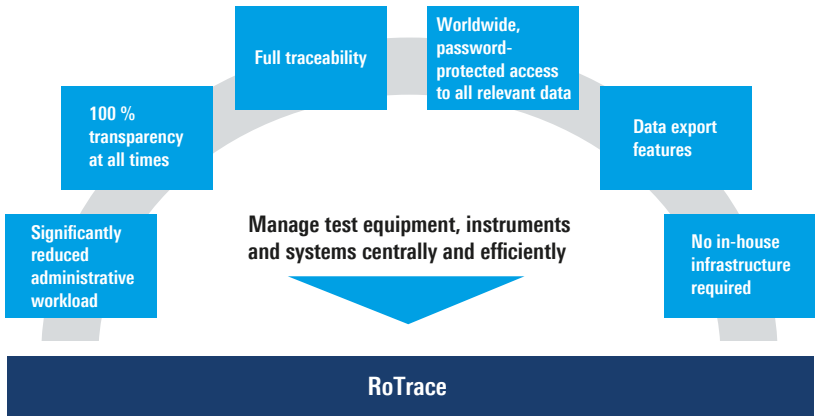 Significantly
reduced
administrative
workload
100 %
transparency
at all times
Full traceability
Worldwide,
password-
protected access
to all relevant data
Data export
features
No in-house
infrastructure
required
Manage test equipment, instruments
and systems centrally and efficiently
RoTrace